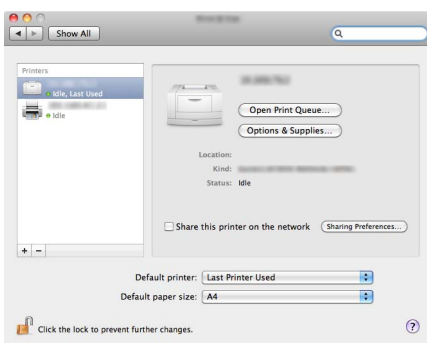 Show All
Printers
Idle, Last Used
Idle
Open Print Queue...
Options & Supplies...
Location:
Kind:
Status: Idle
Share this printer on the network
Sharing Preferences...
+ −
Default printer: Last Printer Used
Default paper size: A4
Click the lock to prevent further changes.
?